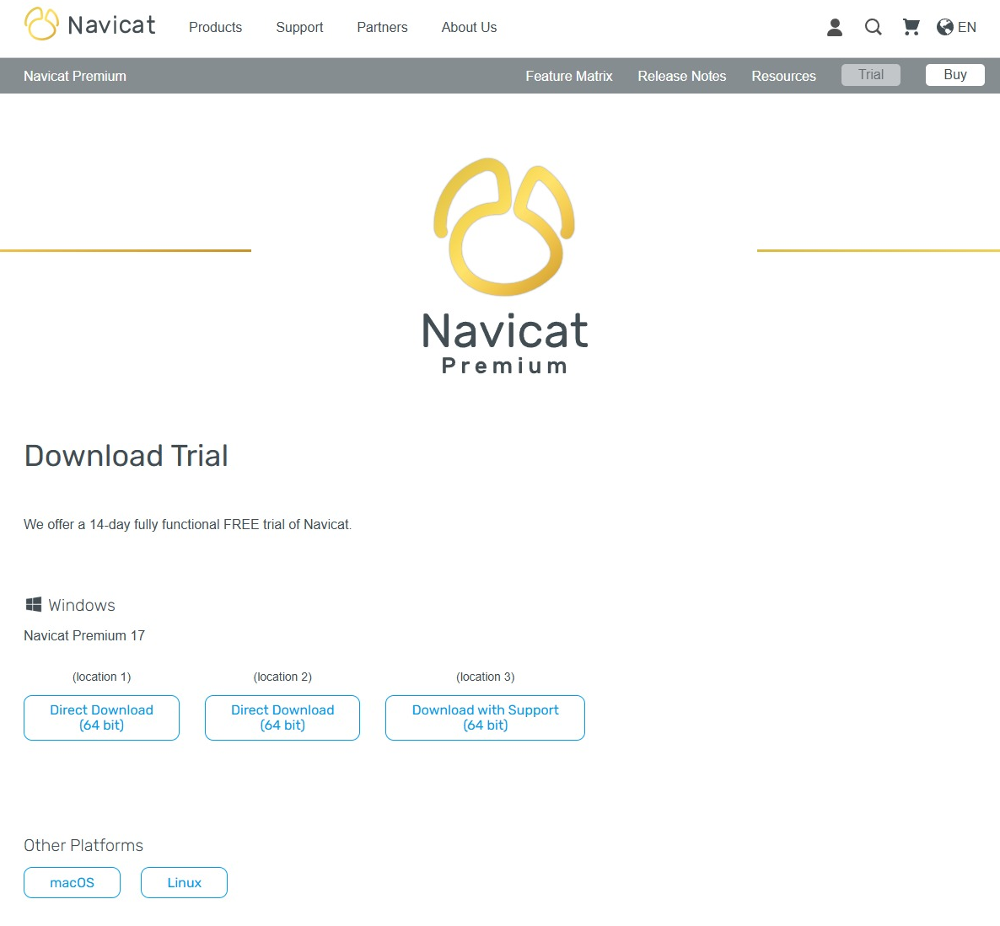 Navicat Products Support Partners About Us EN
Navicat Premium Feature Matrix Release Notes Resources Trial Buy
Navicat
Premium
Download Trial
We offer a 14-day fully functional FREE trial of Navicat.
Windows
Navicat Premium 17
(location 1) (location 2) (location 3)
Direct Download Direct Download Download with Support
(64 bit) (64 bit) (64 bit)
Other Platforms
macOS Linux